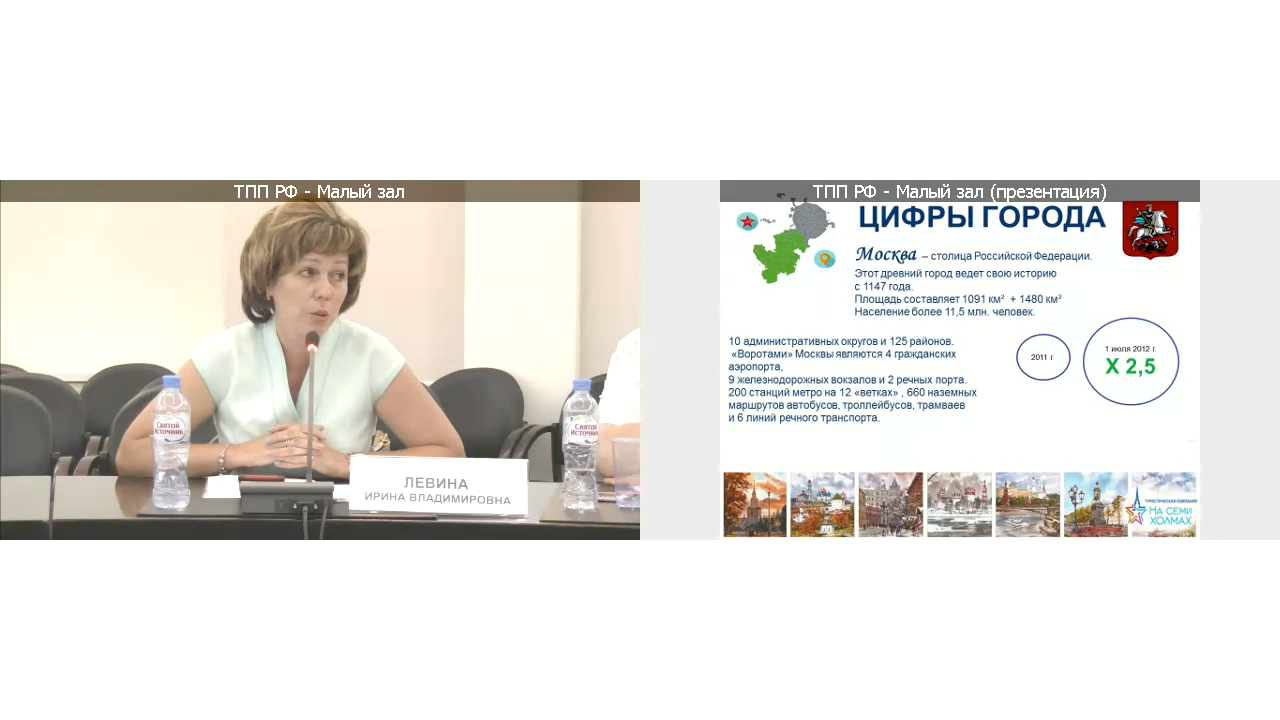 ТПП РФ - Малый зал
СВЯТОЙ
ИСТОЧНИК
СВЯТОЙ
ИСТОЧНИК
ЛЕВИНА
ИРИНА ВЛАДИМИРОВНА
ТПП РФ - Малый зал (презентация)
ЦИФРЫ ГОРОДА
Москва – столица Российской Федерации.
Этот древний город ведет свою историю
с 1147 года.
Площадь составляет 1091 км² + 1480 км²
Население более 11,5 млн. человек.
10 административных округов и 125 районов.
«Воротами» Москвы являются 4 гражданских
аэропорта,
9 железнодорожных вокзалов и 2 речных порта.
200 станций метро на 12 «ветках» , 660 наземных
маршрутов автобусов, троллейбусов, трамваев
и 6 линий речного транспорта.
2011 г.
1 июля 2012 г.
X 2,5
ТУРИСТИЧЕСКАЯ КОМПАНИЯ
НА СЕМИ
ХОЛМАХ